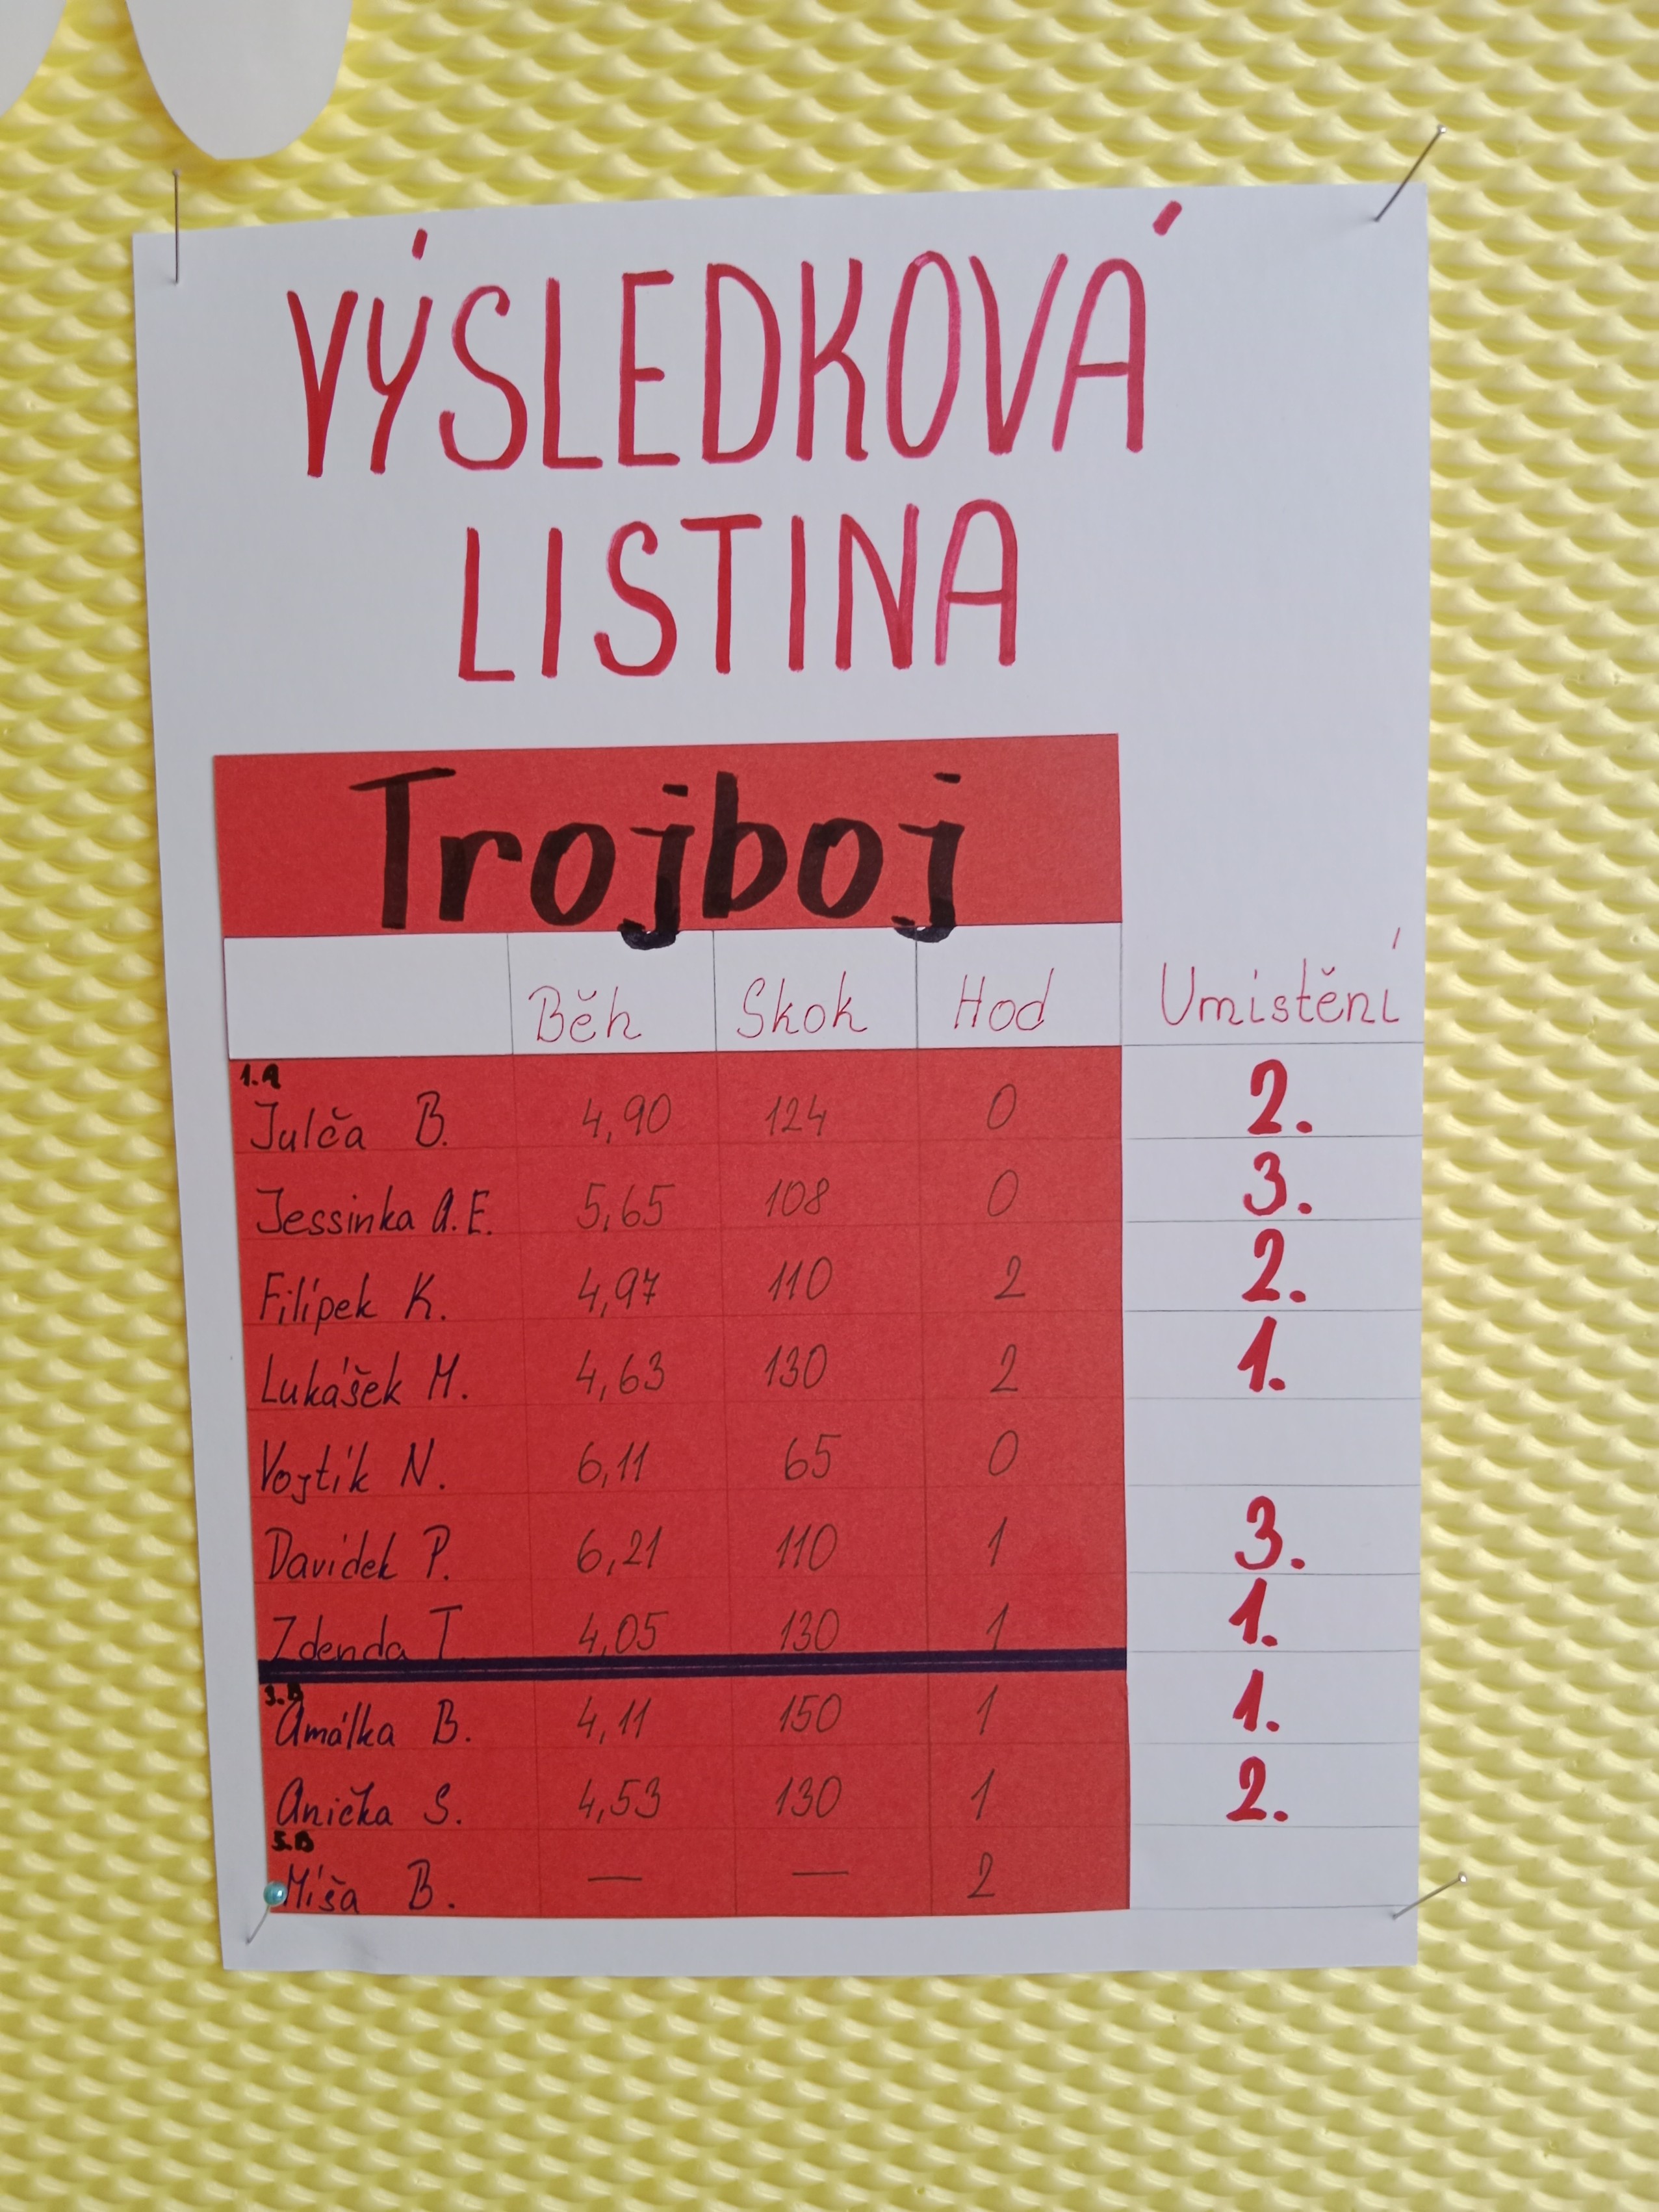 VÝSLEDKOVÁ
LISTINA
Trojboj
Běh Skok Hod Umistění
1.A
Julča B. 4,90 124 0 2.
Jessinka A.E. 5,65 108 0 3.
Filípek K. 4,97 110 2 2.
Lukášek M. 4,63 130 2 1.
Vojtík N. 6,11 65 0
Davídek P. 6,21 110 1 3.
Zdenda T 4,05 130 1 1.
Amálka B. 4,11 150 1 1.
Anička S. 4,53 130 1 2.
Míša B. — — 2